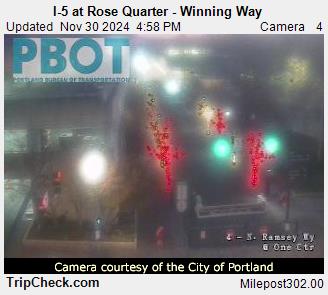 I-5 at Rose Quarter - Winning Way
Updated Nov 30 2024 4:58 PM Camera 4
PBOT
PORTLAND BUREAU OF TRANSPORTATION
4 - N. Ramsey Wy
@ One Ctr
Camera courtesy of the City of Portland
TripCheck.com Milepost302.00